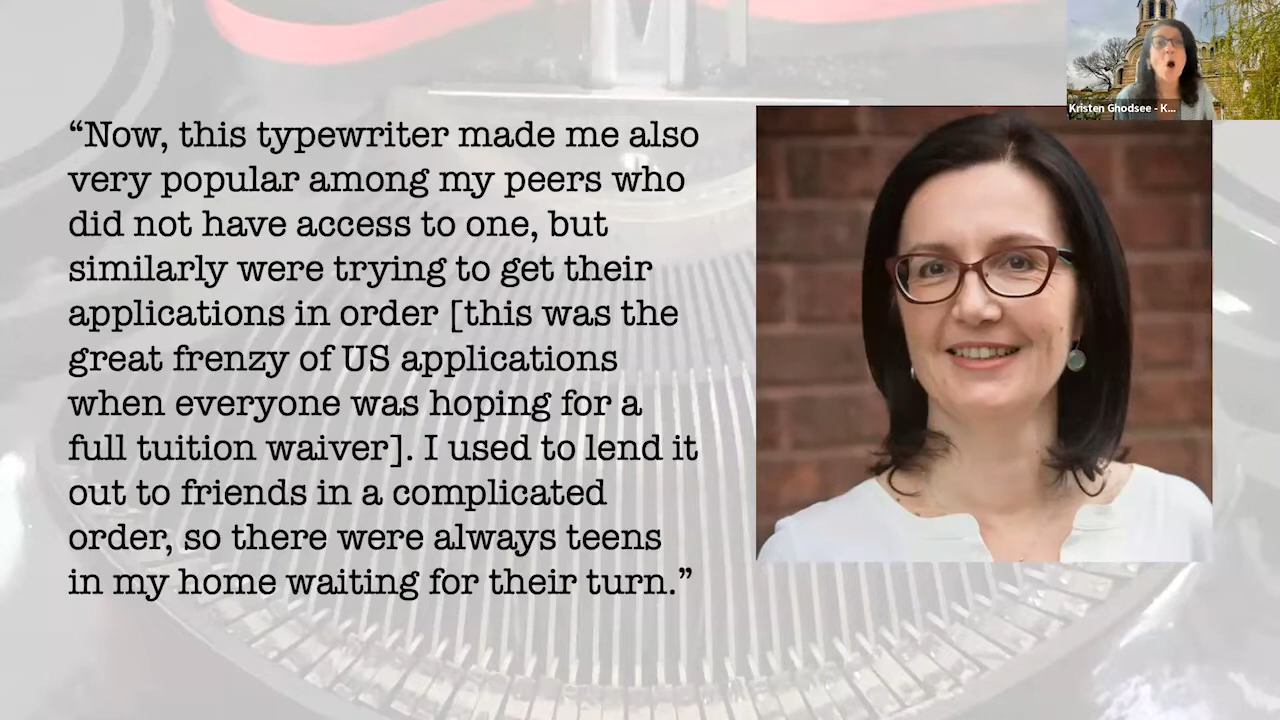 Kristen Ghodsee - K...
“Now, this typewriter made me also
very popular among my peers who
did not have access to one, but
similarly were trying to get their
applications in order [this was the
great frenzy of US applications
when everyone was hoping for a
full tuition waiver]. I used to lend it
out to friends in a complicated
order, so there were always teens
in my home waiting for their turn.”